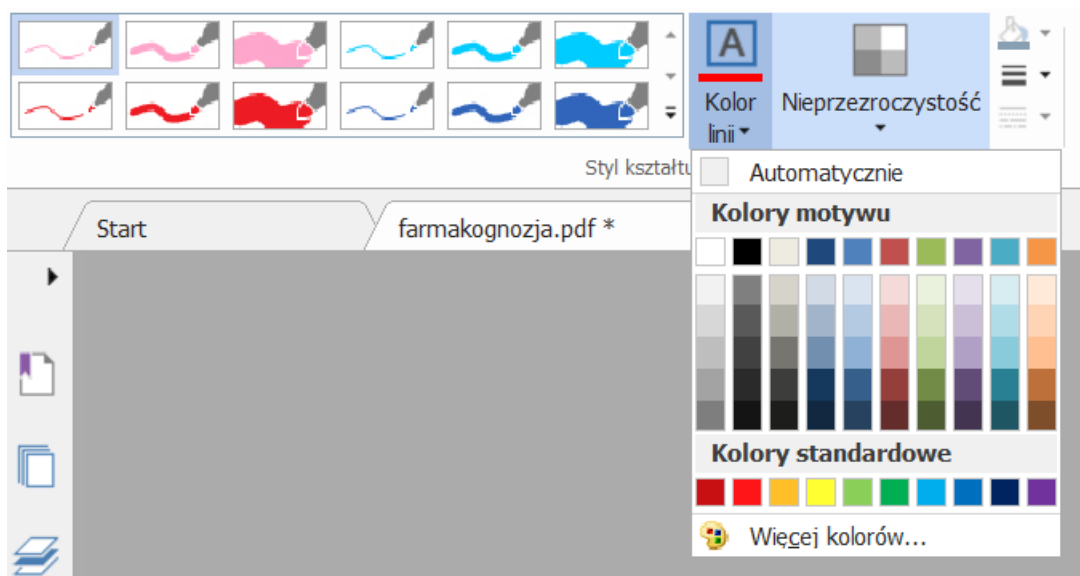 A
Kolor
linii
Nieprzezroczystość
Styl kształtu
Automatycznie
Kolory motywu
Start
farmakognozja.pdf *
Kolory standardowe
Więcej kolorów...